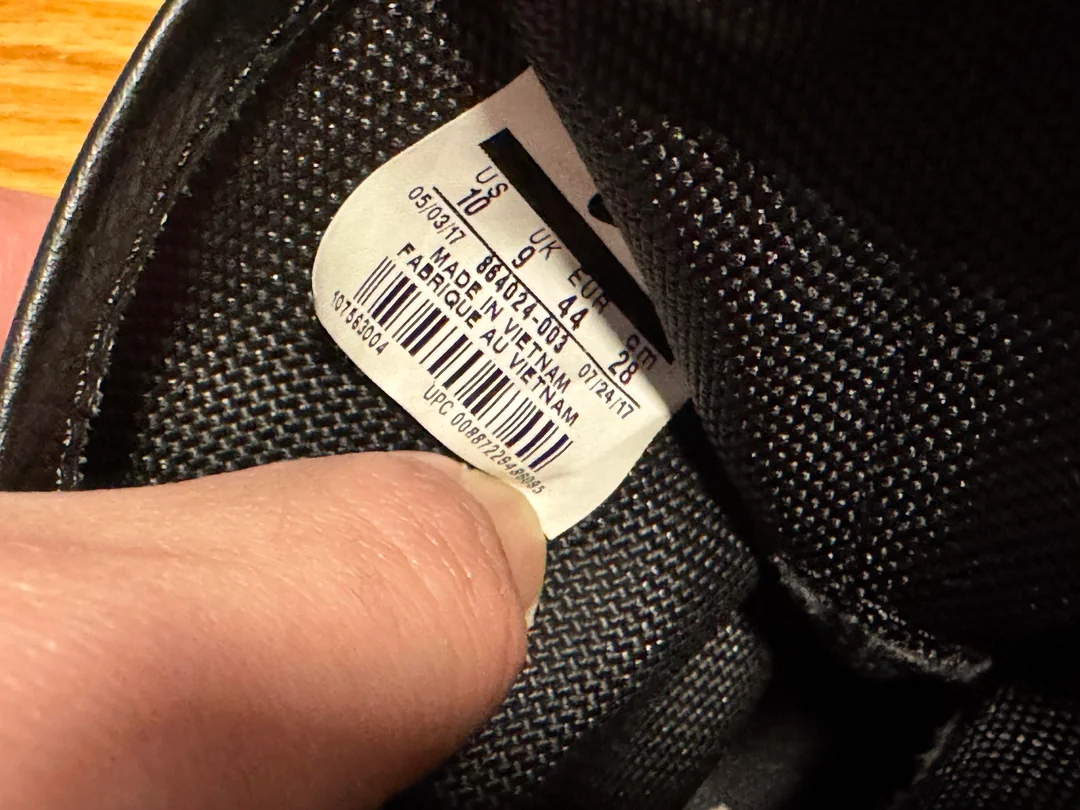 US UK EUR cm
10 9 44 28
05/03/17 864024-003 07/24/17
MADE IN VIETNAM
FABRIQUE AU VIETNAM
107563004
UPC